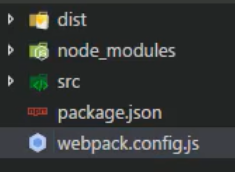 dist
node_modules
src
package.json
webpack.config.js